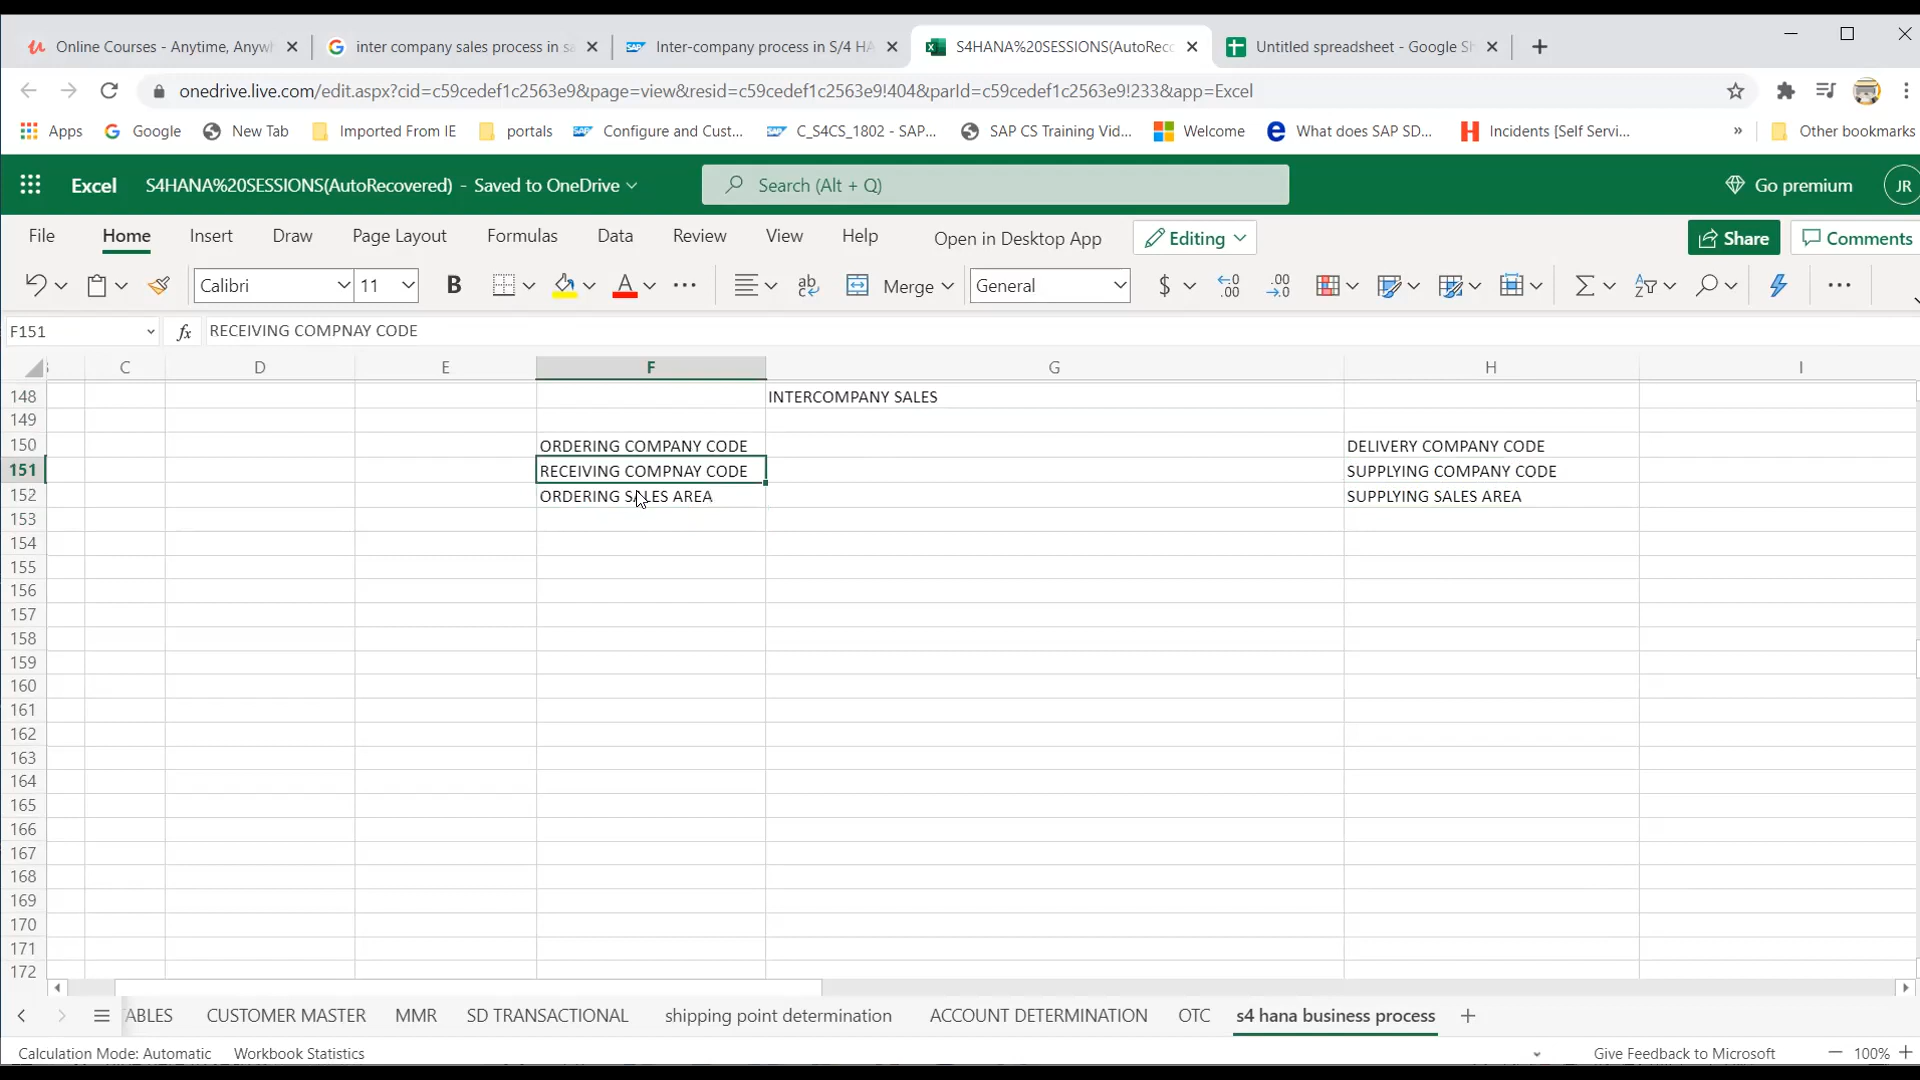 Online Courses - Anytime, Anywh
inter company sales process in sa
Inter-company process in S/4 HA
S4HANA%20SESSIONS(AutoReco
Untitled spreadsheet - Google Sh
onedrive.live.com/edit.aspx?cid=c59cedef1c2563e9&page=view&resid=c59cedef1c2563e9!404&parId=c59cedef1c2563e9!233&app=Excel
Apps Google New Tab Imported From IE portals Configure and Cust... C_S4CS_1802 - SAP... SAP CS Training Vid... Welcome What does SAP SD... Incidents [Self Servi... » Other bookmarks
Excel S4HANA%20SESSIONS(AutoRecovered) - Saved to OneDrive Search (Alt + Q) Go premium JR
File Home Insert Draw Page Layout Formulas Data Review View Help Open in Desktop App Editing Share Comments
Calibri 11 B A ab Merge General $ .00 .00
F151 fx RECEIVING COMPNAY CODE
C D E F G H I
148 INTERCOMPANY SALES
149
150 ORDERING COMPANY CODE DELIVERY COMPANY CODE
151 RECEIVING COMPNAY CODE SUPPLYING COMPANY CODE
152 ORDERING SALES AREA SUPPLYING SALES AREA
153
154
155
156
157
158
159
160
161
162
163
164
165
166
167
168
169
170
171
172
ABLES CUSTOMER MASTER MMR SD TRANSACTIONAL shipping point determination ACCOUNT DETERMINATION OTC s4 hana business process
Calculation Mode: Automatic Workbook Statistics Give Feedback to Microsoft 100%